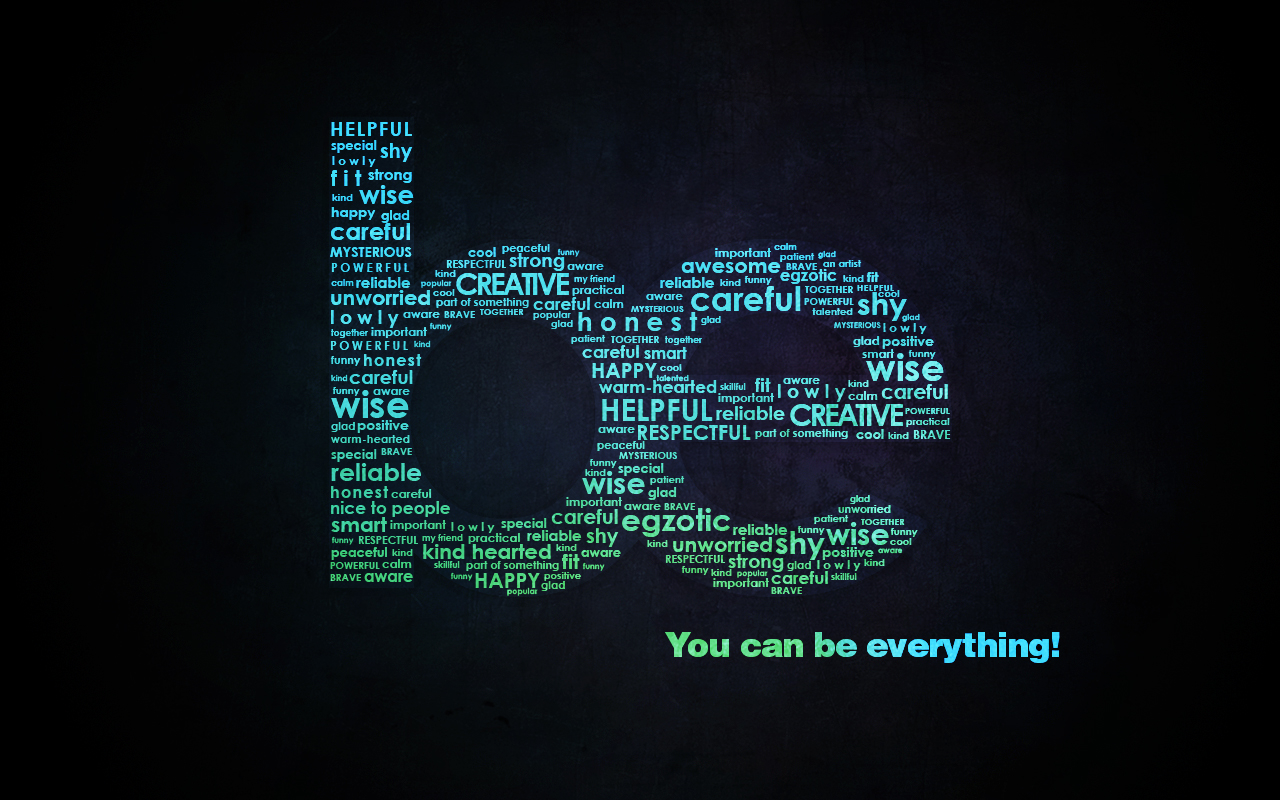 HELPFUL
special shy
lowly
fit strong
kind wise
happy glad
careful
MYSTERIOUS
POWERFUL
calm reliable
unworried
lowly
together important
POWERFUL kind
funny honest
kind careful
funny aware
wise
glad positive
warm-hearted
special BRAVE
reliable
honest careful
nice to people
smart important lowly special careful
funny RESPECTFUL my friend practical reliable shy
peaceful kind kind hearted kind aware
POWERFUL calm skillful part of something fit funny
BRAVE aware funny HAPPY positive
glad
popular
cool peaceful funny
RESPECTFUL strong aware
kind CREATIVE my friend
popular cool practical
part of something careful calm
aware BRAVE TOGETHER popular
funny glad honest glad
patient TOGETHER together
careful smart
HAPPY cool
talented
warm-hearted skillful fit aware
important lowly kind calm careful
HELPFUL reliable CREATIVE POWERFUL
practical
aware RESPECTFUL part of something cool kind BRAVE
peaceful
MYSTERIOUS
funny special
kind
wise patient
glad
important aware BRAVE
important calm
patient glad
awesome BRAVE an artist
reliable kind funny egzotic kind fit
aware careful TOGETHER HELPFUL
MYSTERIOUS POWERFUL cool
talented shy
glad
MYSTERIOUS lowly
glad positive
smart funny
wise
glad
unworried
egzotic reliable patient TOGETHER
funny wise funny
kind unworried shy positive cool
aware
RESPECTFUL strong glad lowly kind
funny kind popular careful skillful
important
BRAVE
You can be everything!